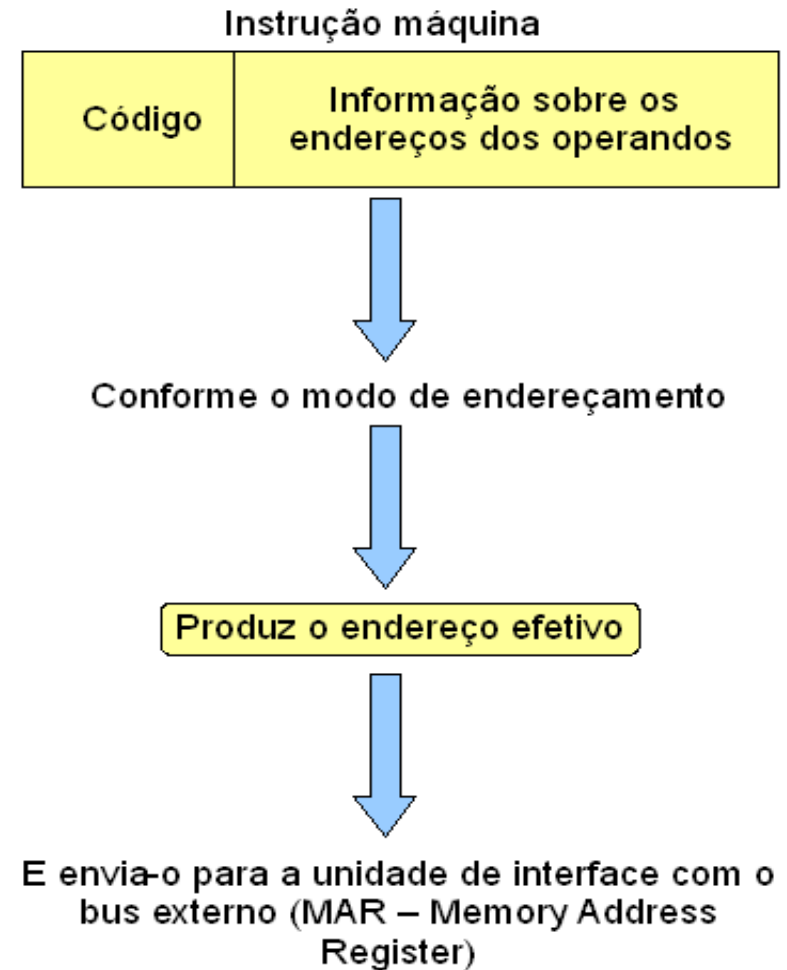 Instrução máquina
Código
Informação sobre os
endereços dos operandos
Conforme o modo de endereçamento
Produz o endereço efetivo
E envia-o para a unidade de interface com o
bus externo (MAR – Memory Address
Register)